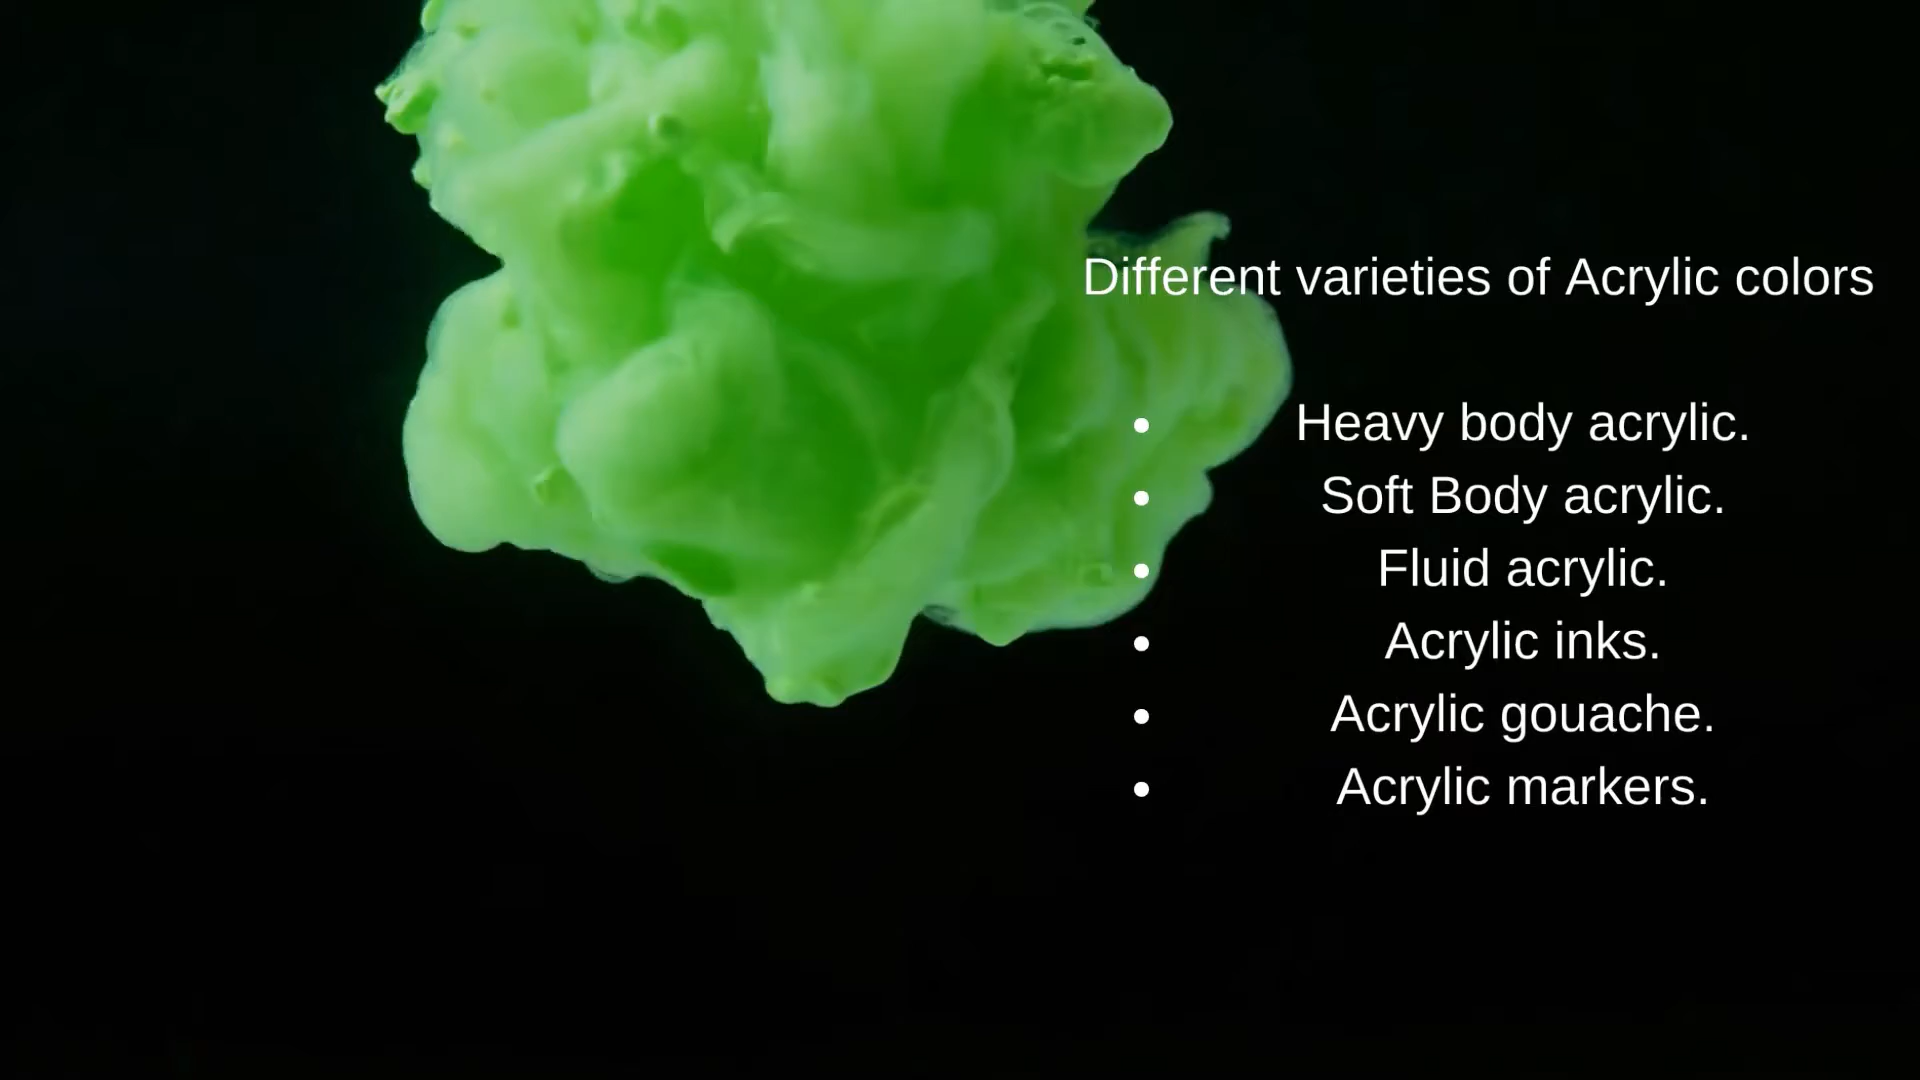 Different varieties of Acrylic colors
• Heavy body acrylic.
• Soft Body acrylic.
• Fluid acrylic.
• Acrylic inks.
• Acrylic gouache.
• Acrylic markers.